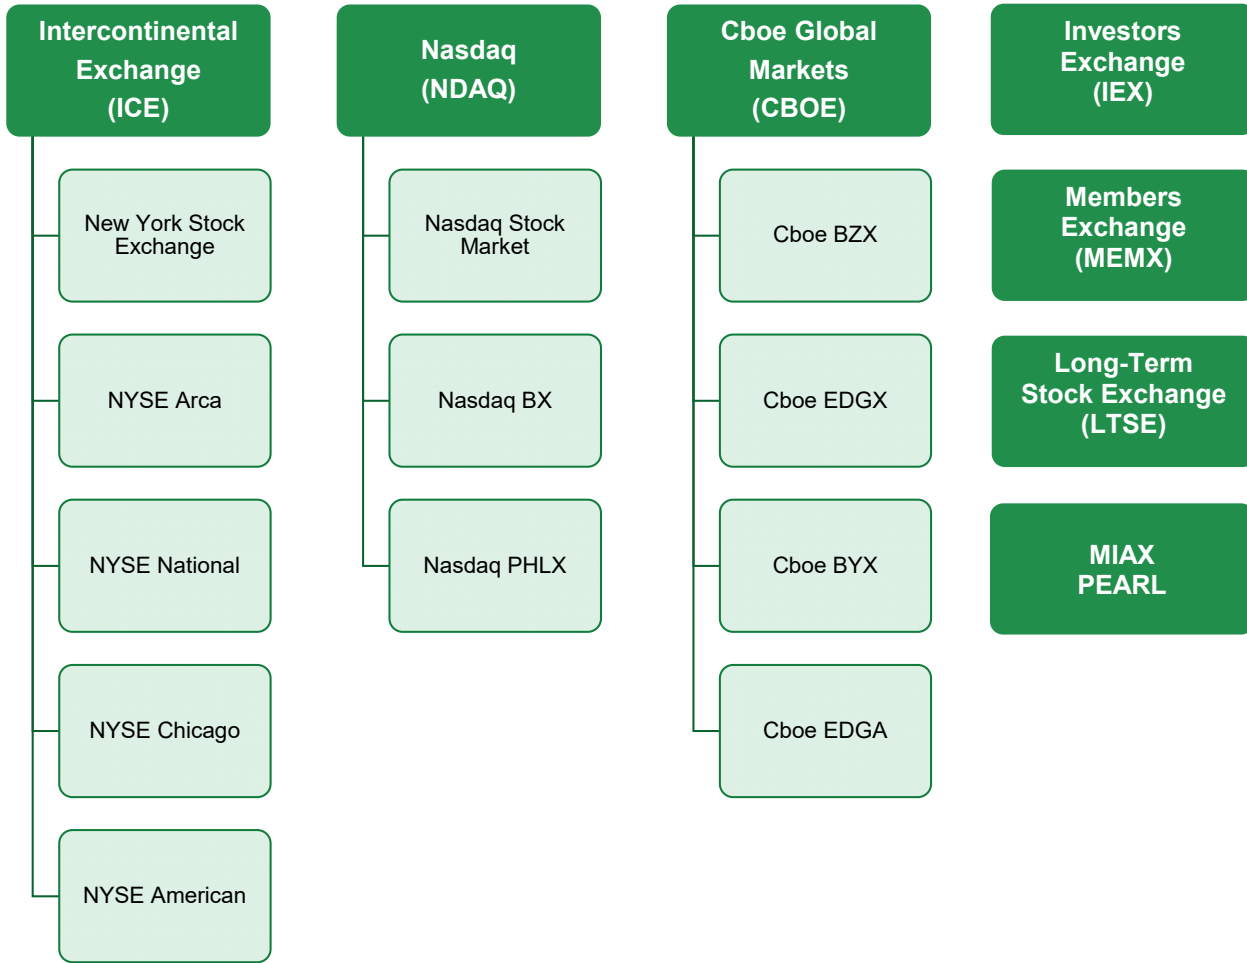 Intercontinental
Exchange
(ICE)
New York Stock
Exchange
NYSE Arca
NYSE National
NYSE Chicago
NYSE American
Nasdaq
(NDAQ)
Nasdaq Stock
Market
Nasdaq BX
Nasdaq PHLX
Cboe Global
Markets
(CBOE)
Cboe BZX
Cboe EDGX
Cboe BYX
Cboe EDGA
Investors
Exchange
(IEX)
Members
Exchange
(MEMX)
Long-Term
Stock Exchange
(LTSE)
MIAX
PEARL